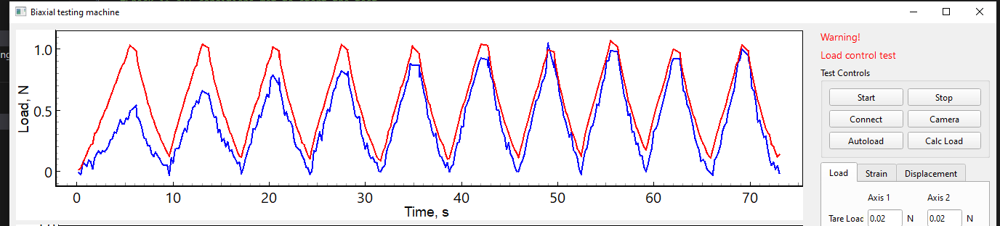 Biaxial testing machine
Warning!
Load control test
Test Controls
Start Stop
Connect Camera
Autoload Calc Load
Load Strain Displacement
Axis 1 Axis 2
Tare Loac 0.02 N 0.02 N
Load, N
1.0
0.5
0
0 10 20 30 40 50 60 70
Time, s
ng